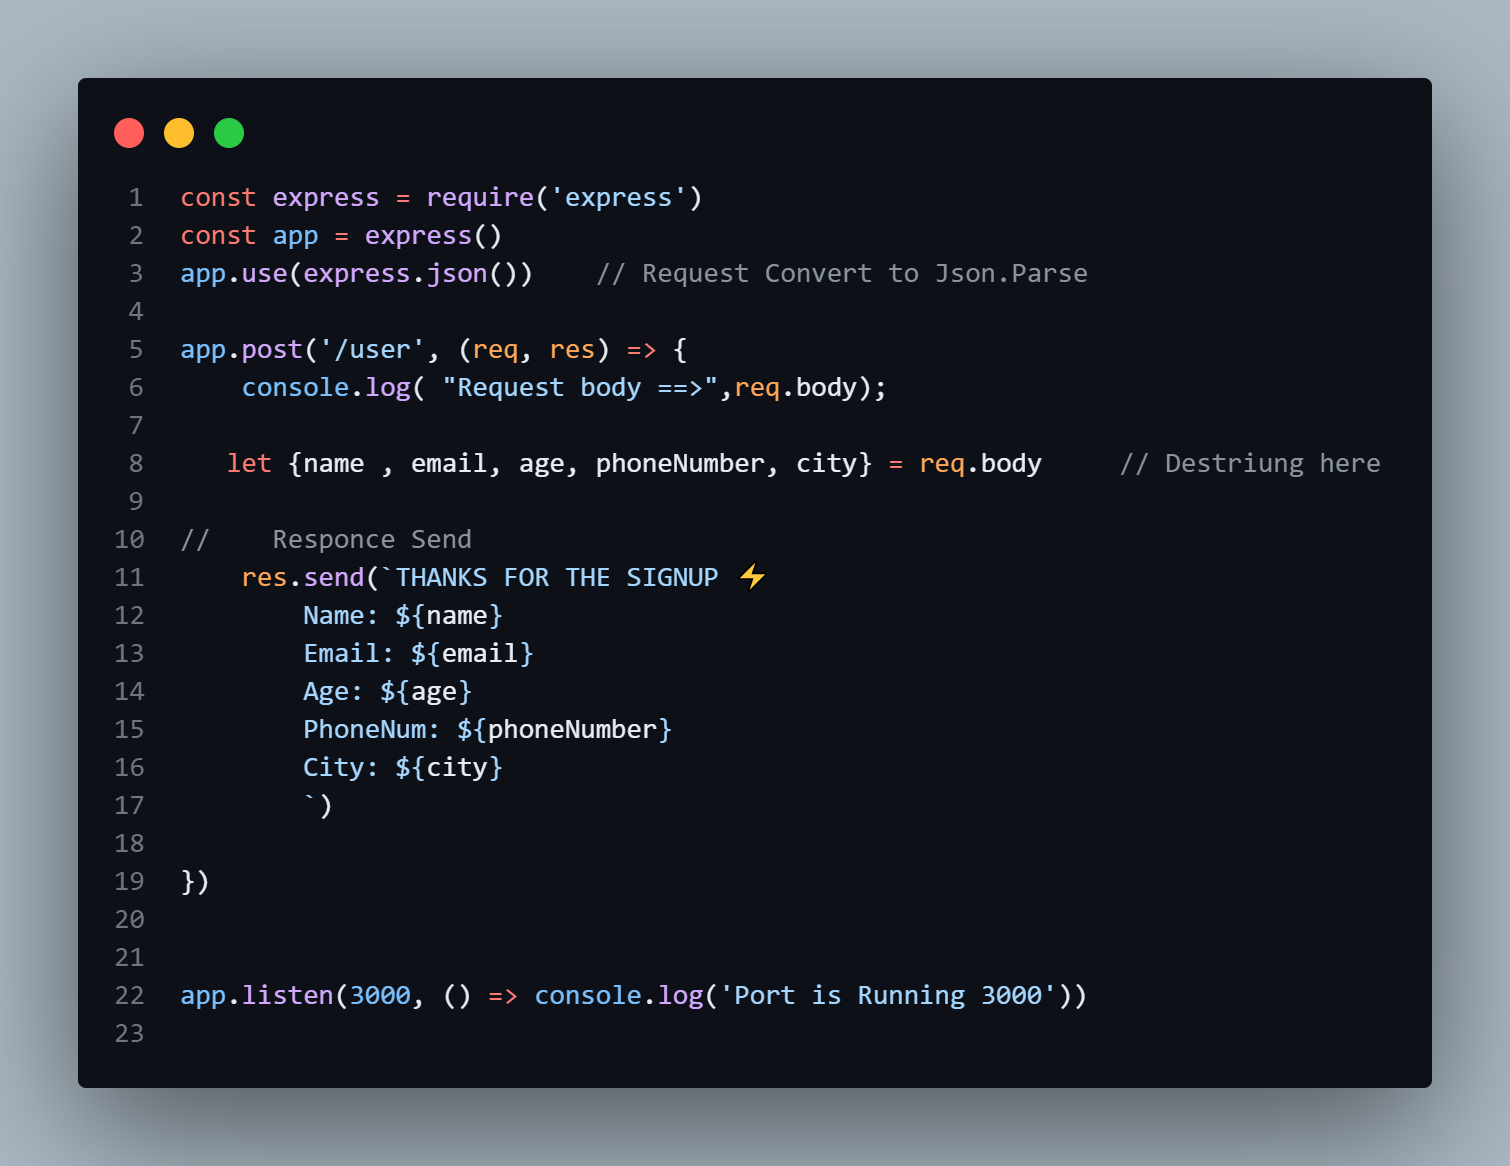 1 const express = require('express')
2 const app = express()
3 app.use(express.json())    // Request Convert to Json.Parse
4
5 app.post('/user', (req, res) => {
6     console.log( "Request body ==>",req.body);
7
8    let {name , email, age, phoneNumber, city} = req.body     // Destriung here
9
10 //    Responce Send
11     res.send(`THANKS FOR THE SIGNUP ⚡
12         Name: ${name}
13         Email: ${email}
14         Age: ${age}
15         PhoneNum: ${phoneNumber}
16         City: ${city}
17         `)
18
19 })
20
21
22 app.listen(3000, () => console.log('Port is Running 3000'))
23